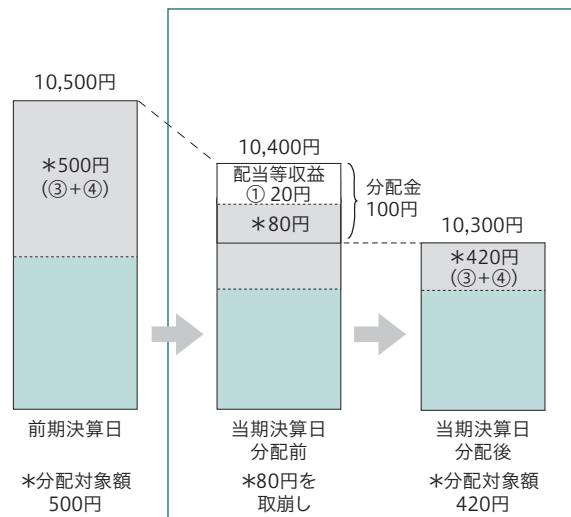 10,500円
＊500円
（③＋④）
前期決算日
＊分配対象額
500円
10,400円
配当等収益
① 20円
＊80円
分配金
100円
当期決算日
分配前
＊80円を
取崩し
10,300円
＊420円
（③＋④）
当期決算日
分配後
＊分配対象額
420円